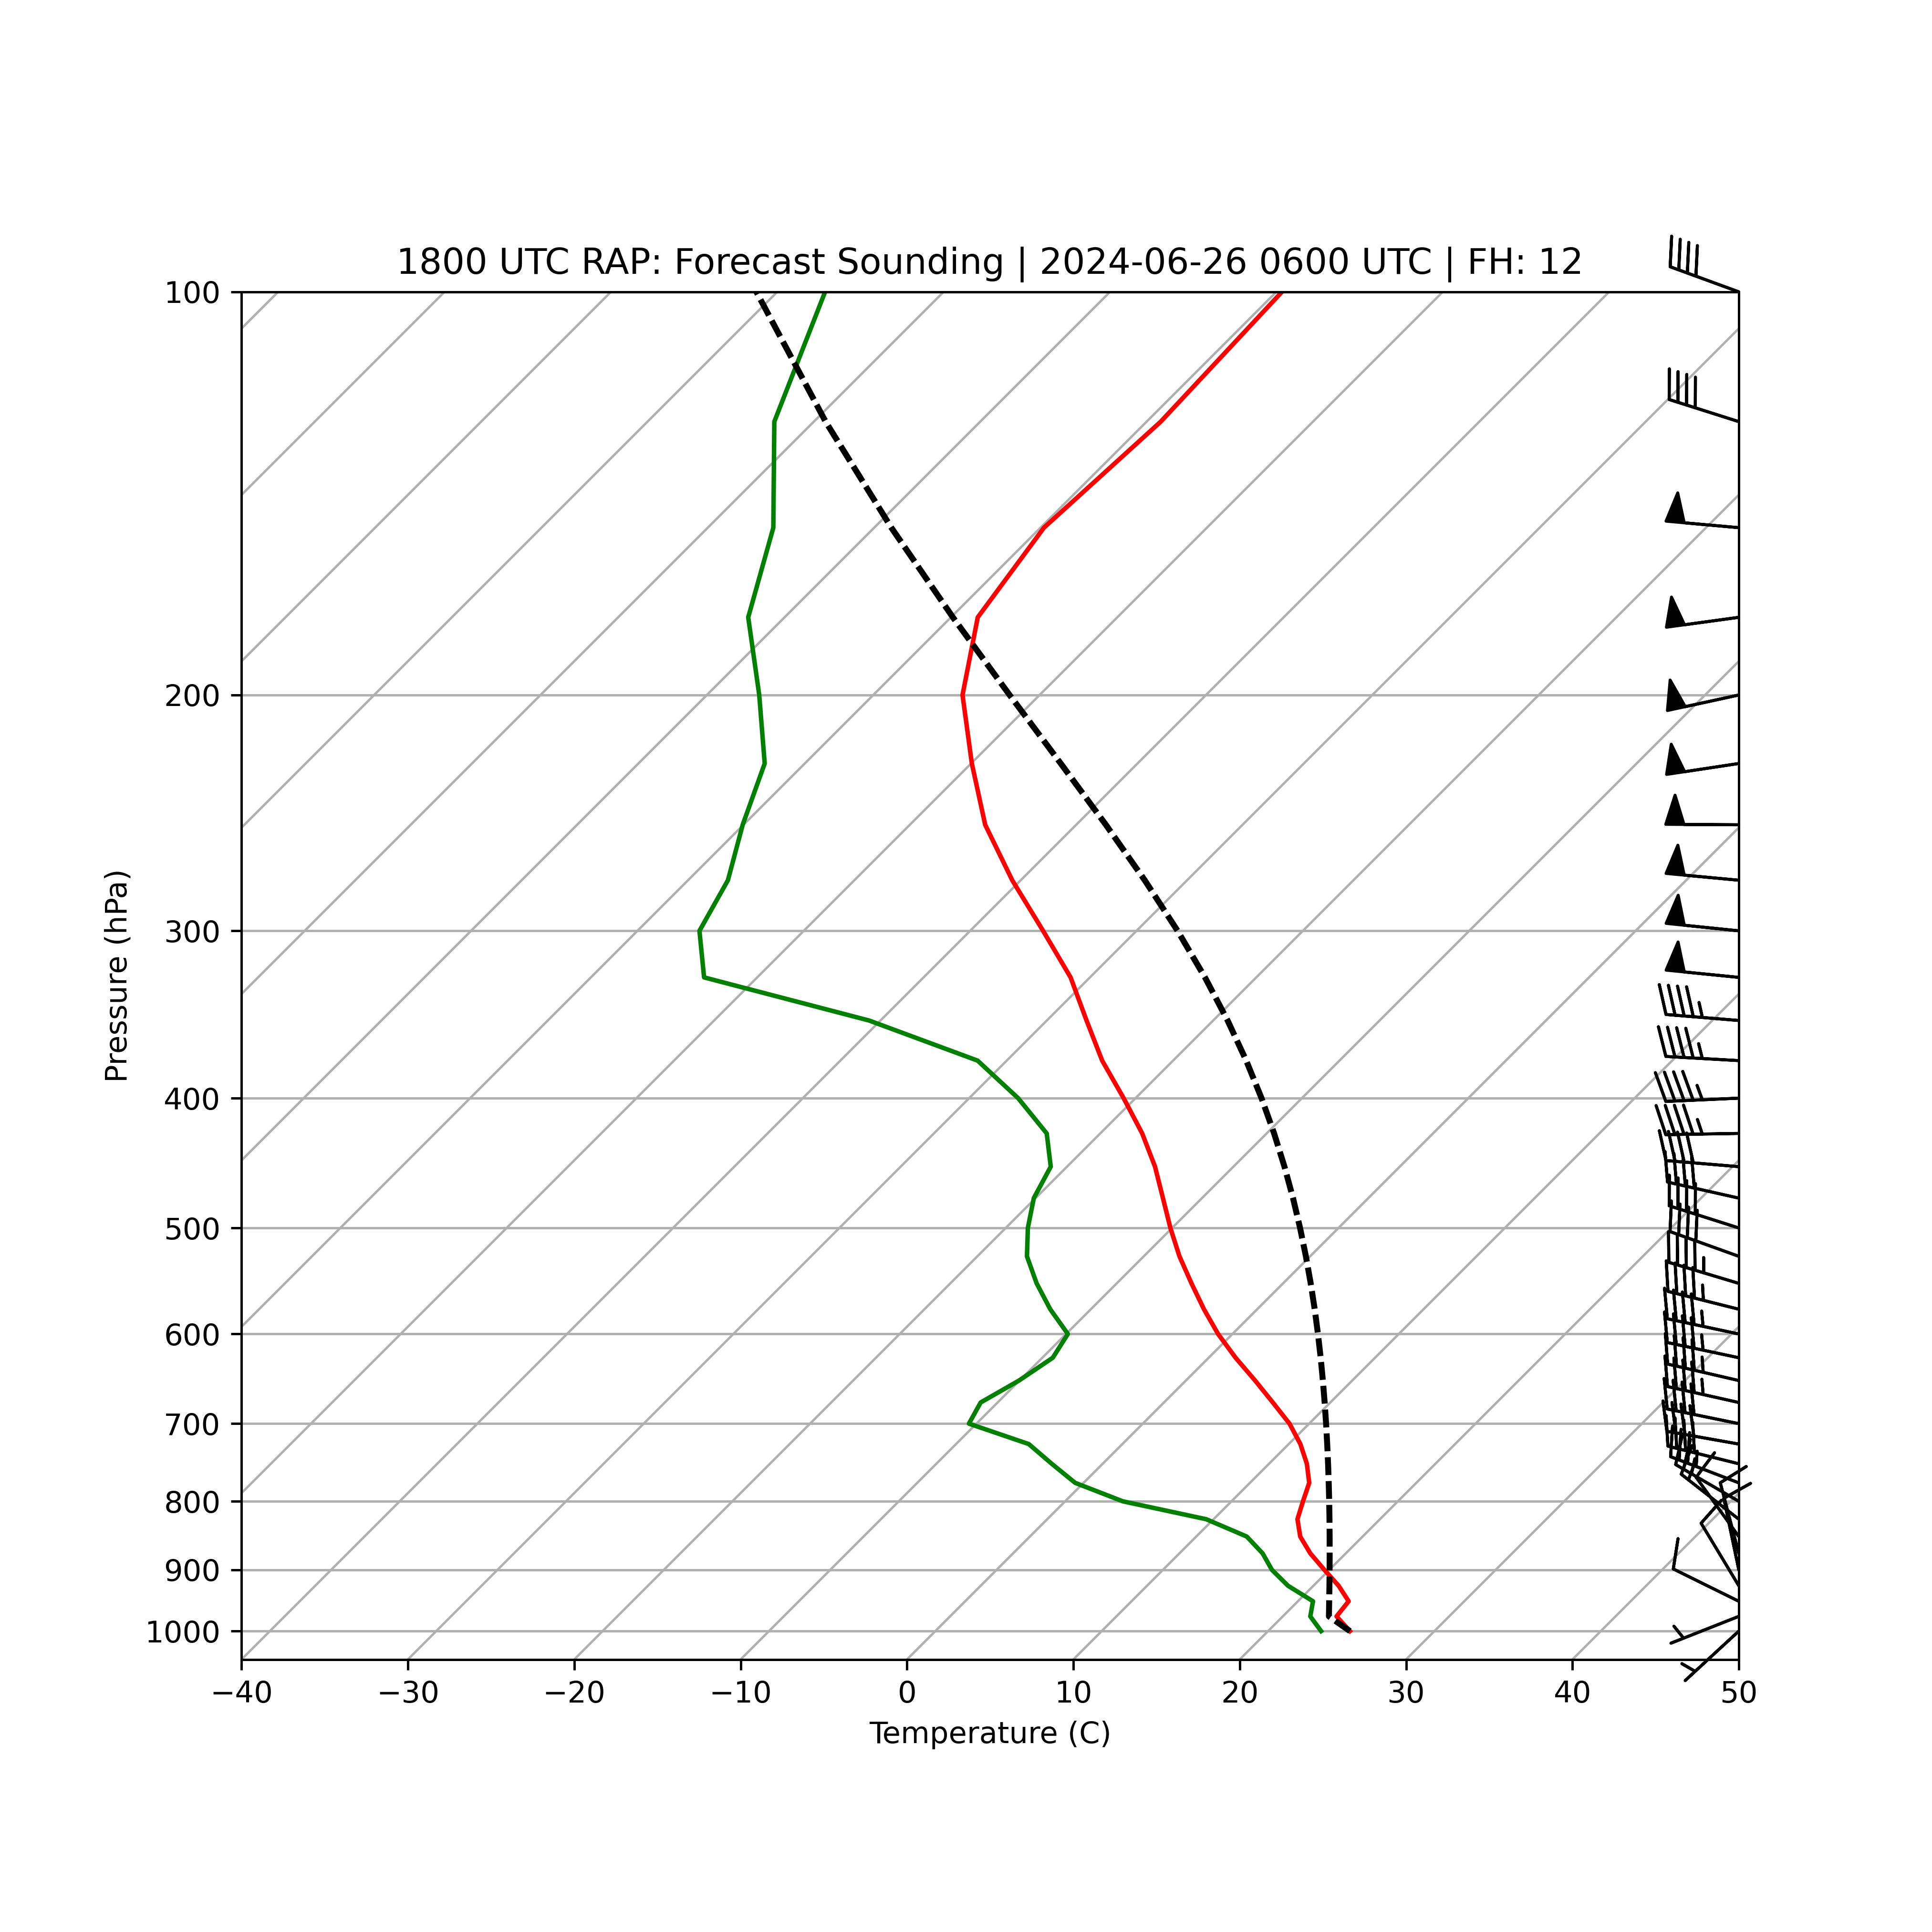 1800 UTC RAP: Forecast Sounding | 2024-06-26 0600 UTC | FH: 12
100
200
300
400
500
600
700
800
900
1000
Pressure (hPa)
−40 −30 −20 −10 0 10 20 30 40 50
Temperature (C)